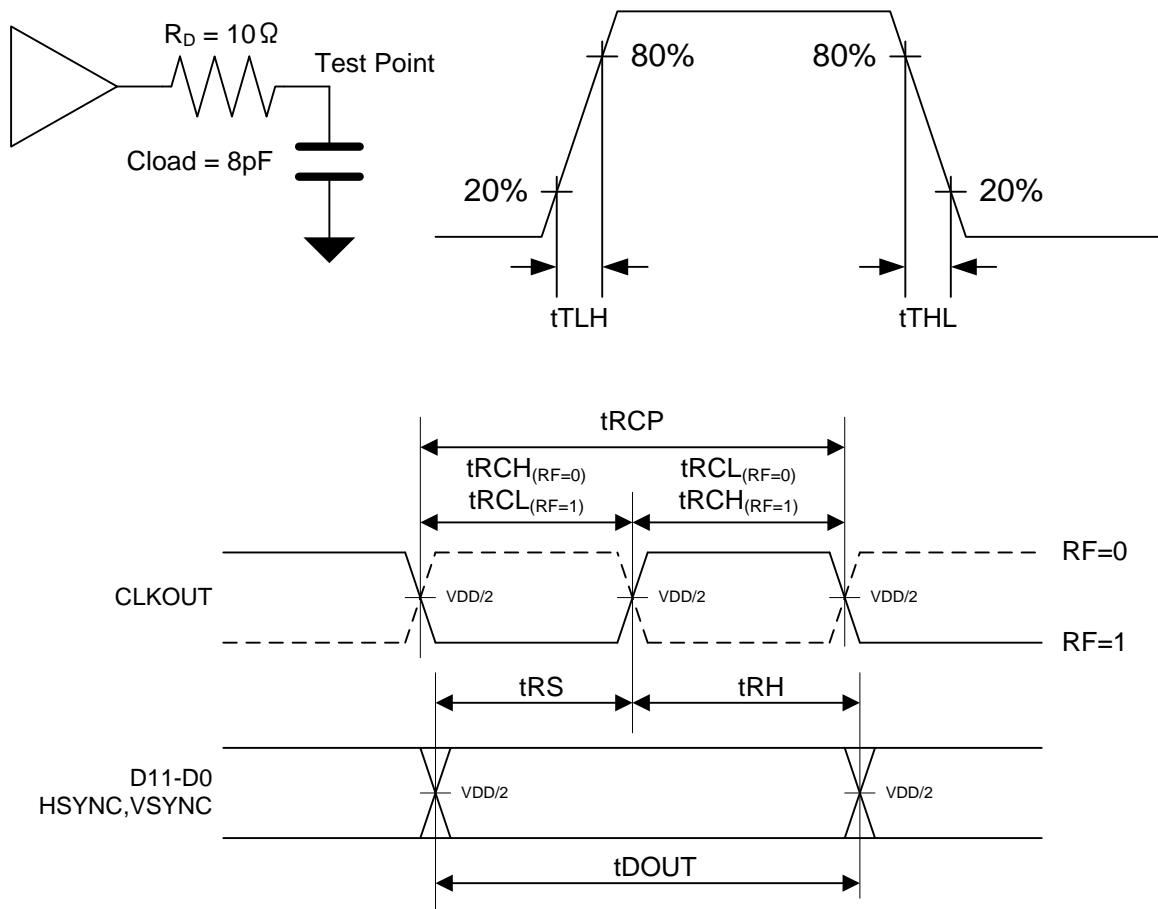 R_D = 10Ω
Test Point
Cload = 8pF
80%
80%
20%
20%
tTLH
tTHL
tRCP
tRCH(RF=0)
tRCL(RF=0)
tRCL(RF=1)
tRCH(RF=1)
RF=0
CLKOUT
VDD/2
VDD/2
VDD/2
RF=1
tRS
tRH
D11-D0
HSYNC,VSYNC
VDD/2
VDD/2
tDOUT